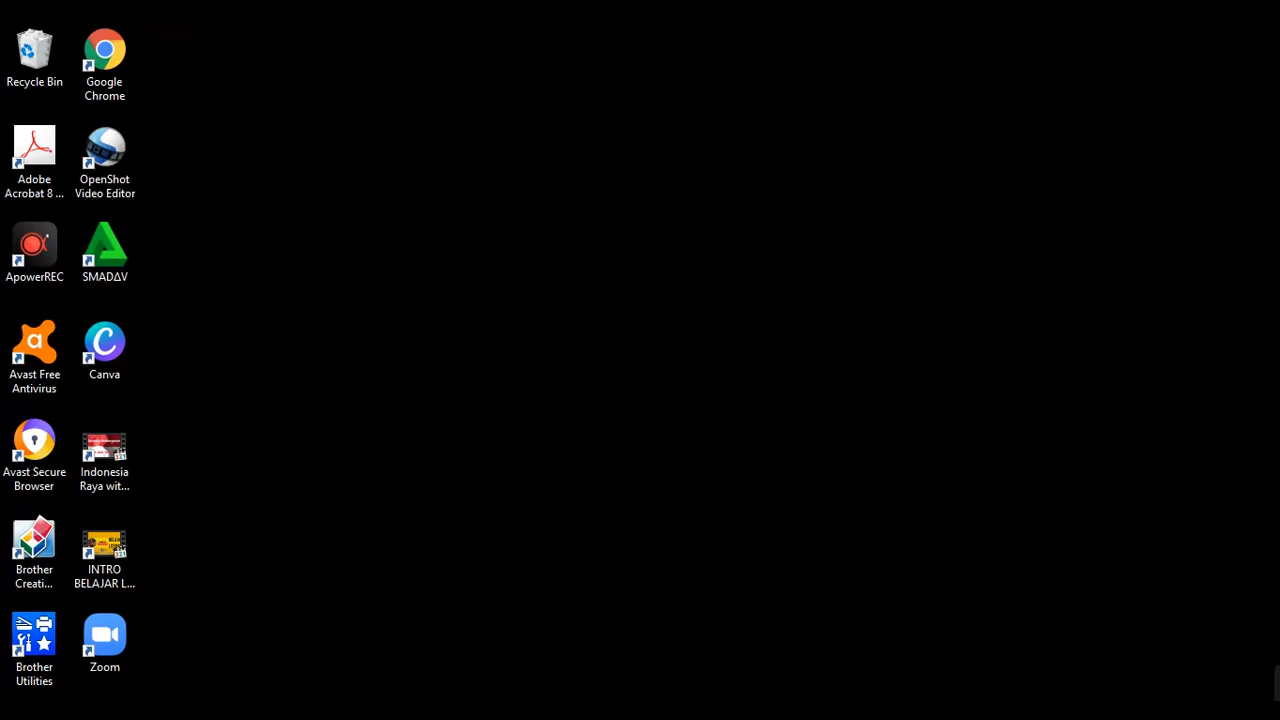 Recycle Bin
Google
Chrome
Adobe
Acrobat 8 ...
OpenShot
Video Editor
ApowerREC
SMADΔV
Avast Free
Antivirus
Canva
Avast Secure
Browser
Indonesia
Raya wit...
Brother
Creati...
INTRO
BELAJAR L...
Brother
Utilities
Zoom